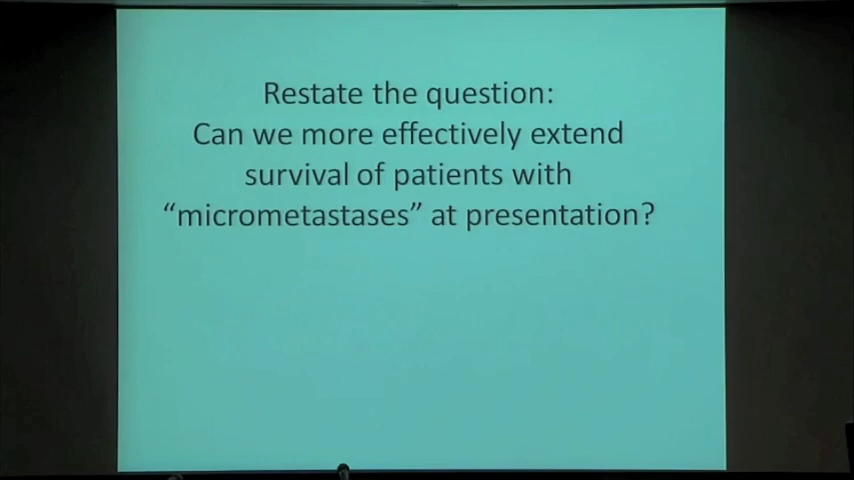 Restate the question:
Can we more effectively extend
survival of patients with
“micrometastases” at presentation?